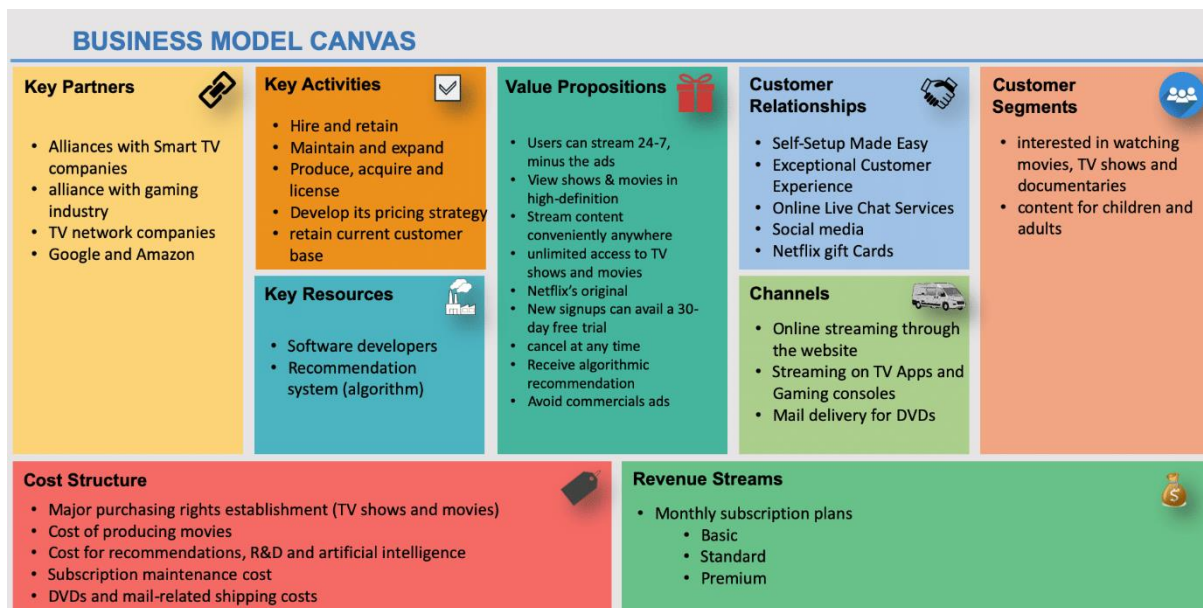 BUSINESS MODEL CANVAS
Key Partners
• Alliances with Smart TV
companies
• alliance with gaming
industry
• TV network companies
• Google and Amazon
Key Activities
• Hire and retain
• Maintain and expand
• Produce, acquire and
license
• Develop its pricing strategy
• retain current customer
base
Key Resources
• Software developers
• Recommendation
system (algorithm)
Value Propositions
• Users can stream 24-7,
minus the ads
• View shows & movies in
high-definition
• Stream content
conveniently anywhere
• unlimited access to TV
shows and movies
• Netflix's original
• New signups can avail a 30-
day free trial
• cancel at any time
• Receive algorithmic
recommendation
• Avoid commercials ads
Customer
Relationships
• Self-Setup Made Easy
• Exceptional Customer
Experience
• Online Live Chat Services
• Social media
• Netflix gift Cards
Channels
• Online streaming through
the website
• Streaming on TV Apps and
Gaming consoles
• Mail delivery for DVDs
Customer
Segments
• interested in watching
movies, TV shows and
documentaries
• content for children and
adults
Cost Structure
• Major purchasing rights establishment (TV shows and movies)
• Cost of producing movies
• Cost for recommendations, R&D and artificial intelligence
• Subscription maintenance cost
• DVDs and mail-related shipping costs
Revenue Streams
• Monthly subscription plans
• Basic
• Standard
• Premium
$